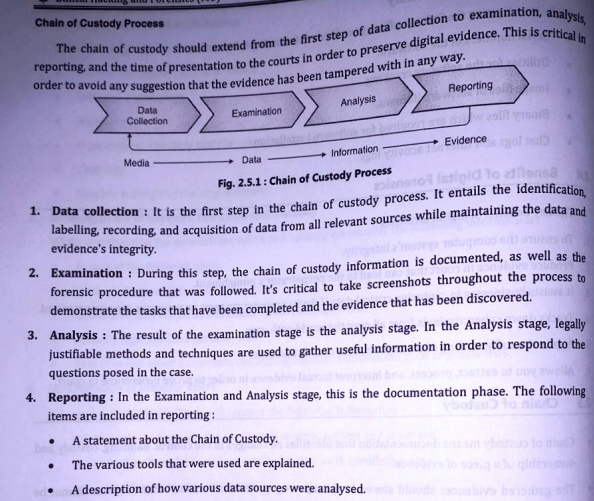 Chain of Custody Process
The chain of custody should extend from the first step of data collection to examination, analysis,
reporting, and the time of presentation to the courts in order to preserve digital evidence. This is critical in
order to avoid any suggestion that the evidence has been tampered with in any way.
Data
Collection
Examination
Analysis
Reporting
Media
Data
Information
Evidence
Fig. 2.5.1 : Chain of Custody Process
1. Data collection : It is the first step in the chain of custody process. It entails the identification,
labelling, recording, and acquisition of data from all relevant sources while maintaining the data and
evidence's integrity.
2. Examination : During this step, the chain of custody information is documented, as well as the
forensic procedure that was followed. It's critical to take screenshots throughout the process to
demonstrate the tasks that have been completed and the evidence that has been discovered.
3. Analysis : The result of the examination stage is the analysis stage. In the Analysis stage, legally
justifiable methods and techniques are used to gather useful information in order to respond to the
questions posed in the case.
4. Reporting : In the Examination and Analysis stage, this is the documentation phase. The following
items are included in reporting :
• A statement about the Chain of Custody.
• The various tools that were used are explained.
• A description of how various data sources were analysed.